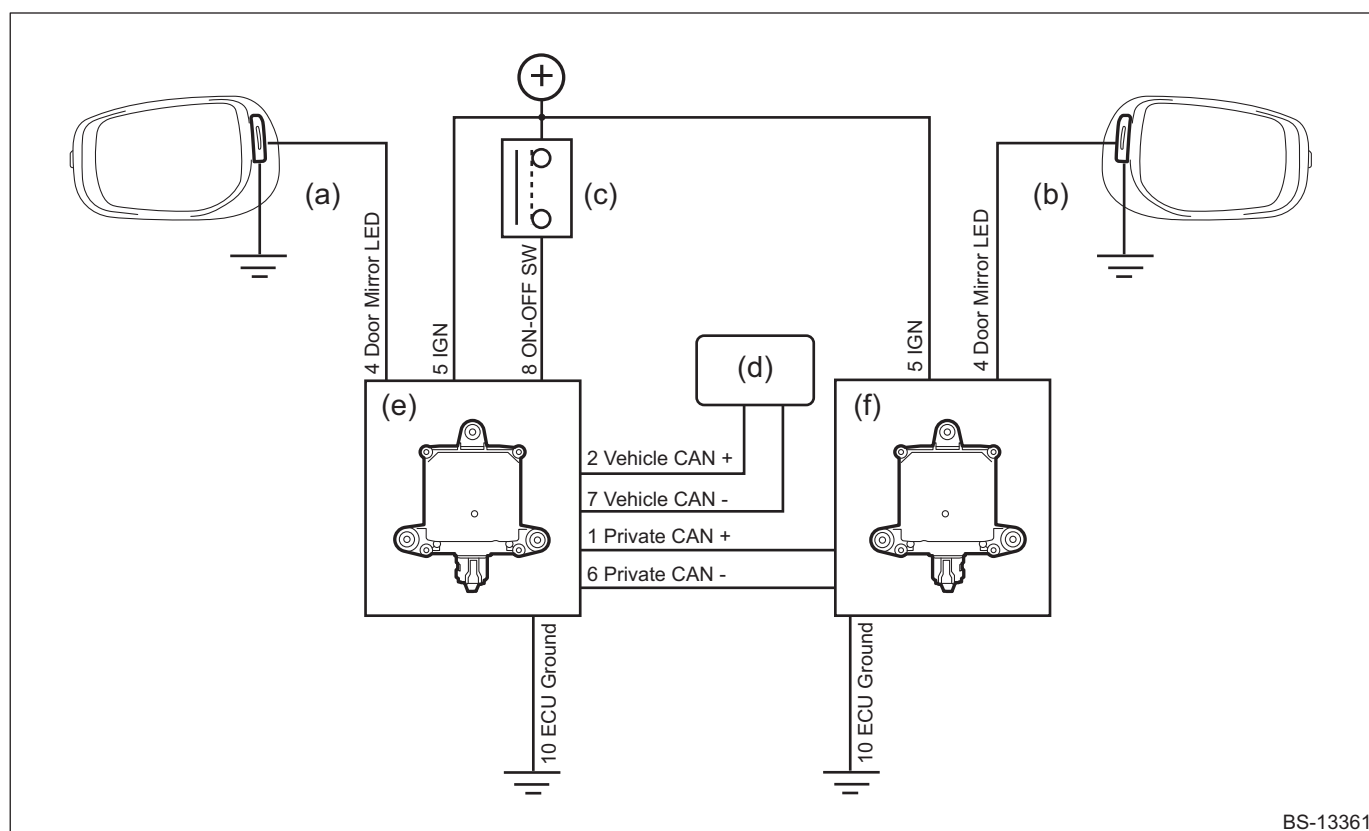 +
(a)
(c)
(b)
4 Door Mirror LED
5 IGN
8 ON-OFF SW
5 IGN
4 Door Mirror LED
(d)
(e)
(f)
2 Vehicle CAN +
7 Vehicle CAN -
1 Private CAN +
6 Private CAN -
10 ECU Ground
10 ECU Ground
BS-13361